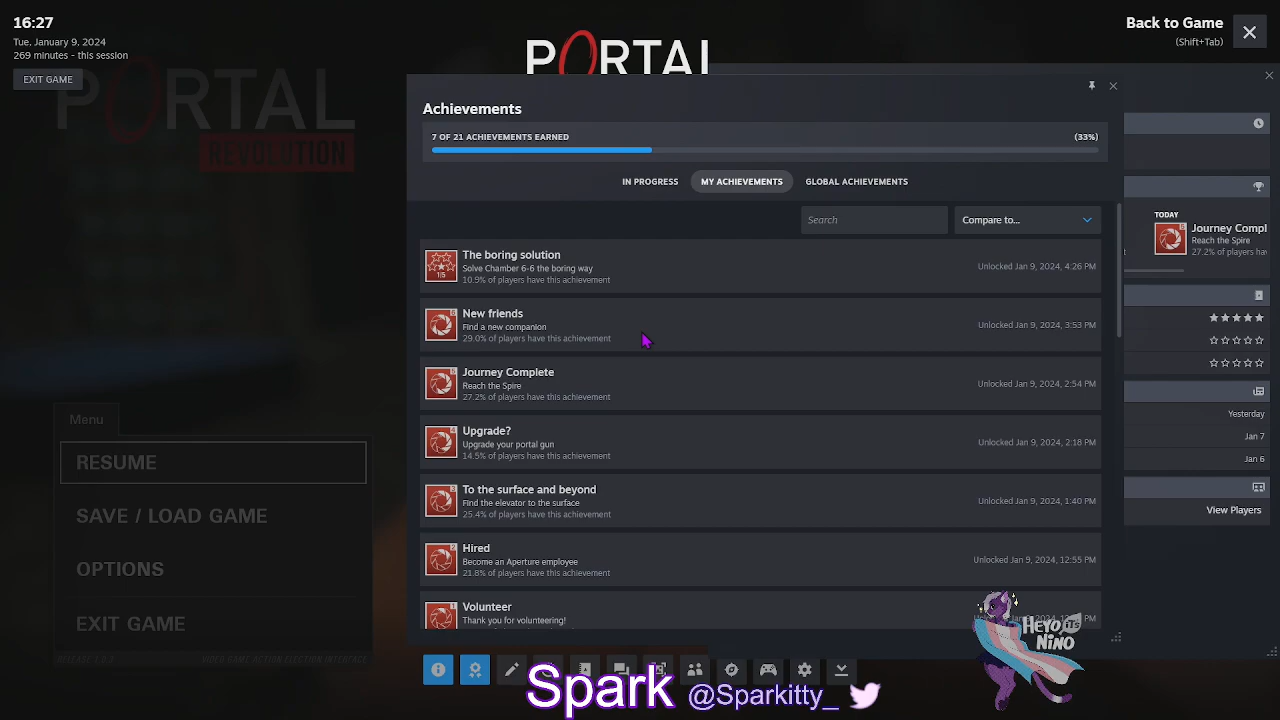 16:27
Tue, January 9, 2024
269 minutes - this session
EXIT GAME
PORTAL
Back to Game
(Shift+Tab)
PORTAL
REVOLUTION
Menu
RESUME
SAVE / LOAD GAME
OPTIONS
EXIT GAME
Achievements
7 OF 21 ACHIEVEMENTS EARNED
(33%)
IN PROGRESS
MY ACHIEVEMENTS
GLOBAL ACHIEVEMENTS
Search
Compare to...
The boring solution
Solve Chamber 6-6 the boring way
10.9% of players have this achievement
Unlocked Jan 9, 2024, 4:26 PM
1/5
New friends
Find a new companion
29.0% of players have this achievement
Unlocked Jan 9, 2024, 3:53 PM
Journey Complete
Reach the Spire
27.2% of players have this achievement
Unlocked Jan 9, 2024, 2:54 PM
Upgrade?
Upgrade your portal gun
14.5% of players have this achievement
Unlocked Jan 9, 2024, 2:18 PM
To the surface and beyond
Find the elevator to the surface
25.4% of players have this achievement
Unlocked Jan 9, 2024, 1:40 PM
Hired
Become an Aperture employee
21.8% of players have this achievement
Unlocked Jan 9, 2024, 12:55 PM
Volunteer
Thank you for volunteering!
TODAY
Journey Compl
Reach the Spire
27.2% of players hav
Yesterday
Jan 7
Jan 6
View Players
HEYO its
NiNO
Spark @Sparkitty_